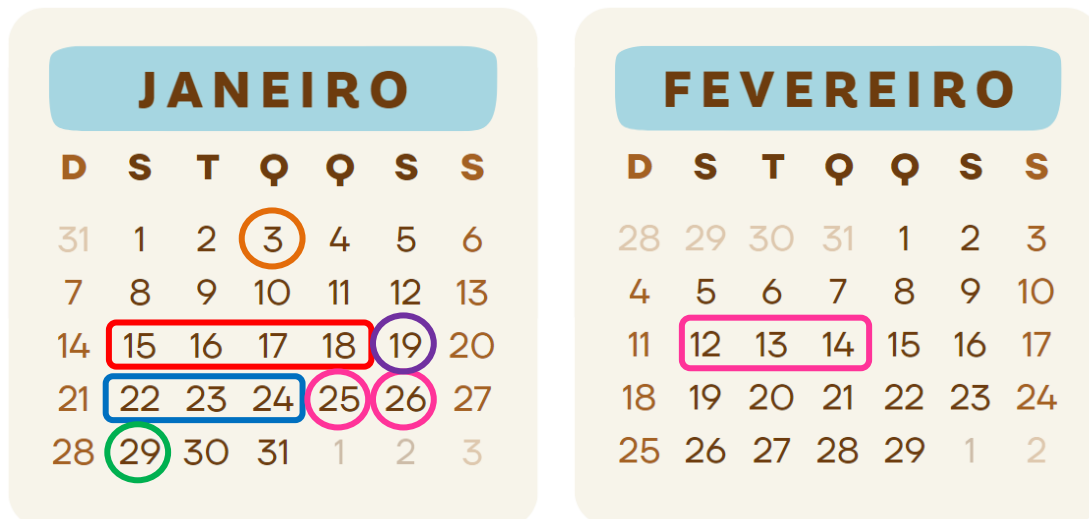 JANEIRO
D S T Q Q S S
31 1 2 3 4 5 6
7 8 9 10 11 12 13
14 15 16 17 18 19 20
21 22 23 24 25 26 27
28 29 30 31 1 2 3
FEVEREIRO
D S T Q Q S S
28 29 30 31 1 2 3
4 5 6 7 8 9 10
11 12 13 14 15 16 17
18 19 20 21 22 23 24
25 26 27 28 29 1 2